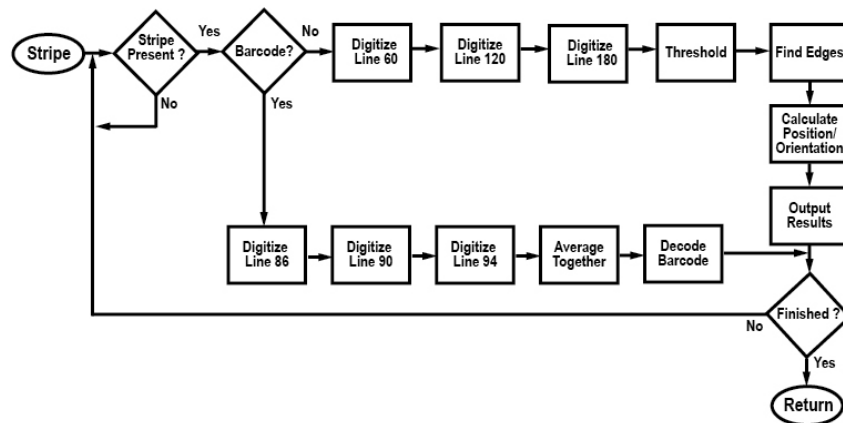 Stripe
Stripe
Present ?
Yes
No
Barcode?
No
Yes
Digitize
Line 60
Digitize
Line 120
Digitize
Line 180
Threshold
Find Edges
Calculate
Position/
Orientation
Output
Results
Digitize
Line 86
Digitize
Line 90
Digitize
Line 94
Average
Together
Decode
Barcode
Finished ?
No
Yes
Return